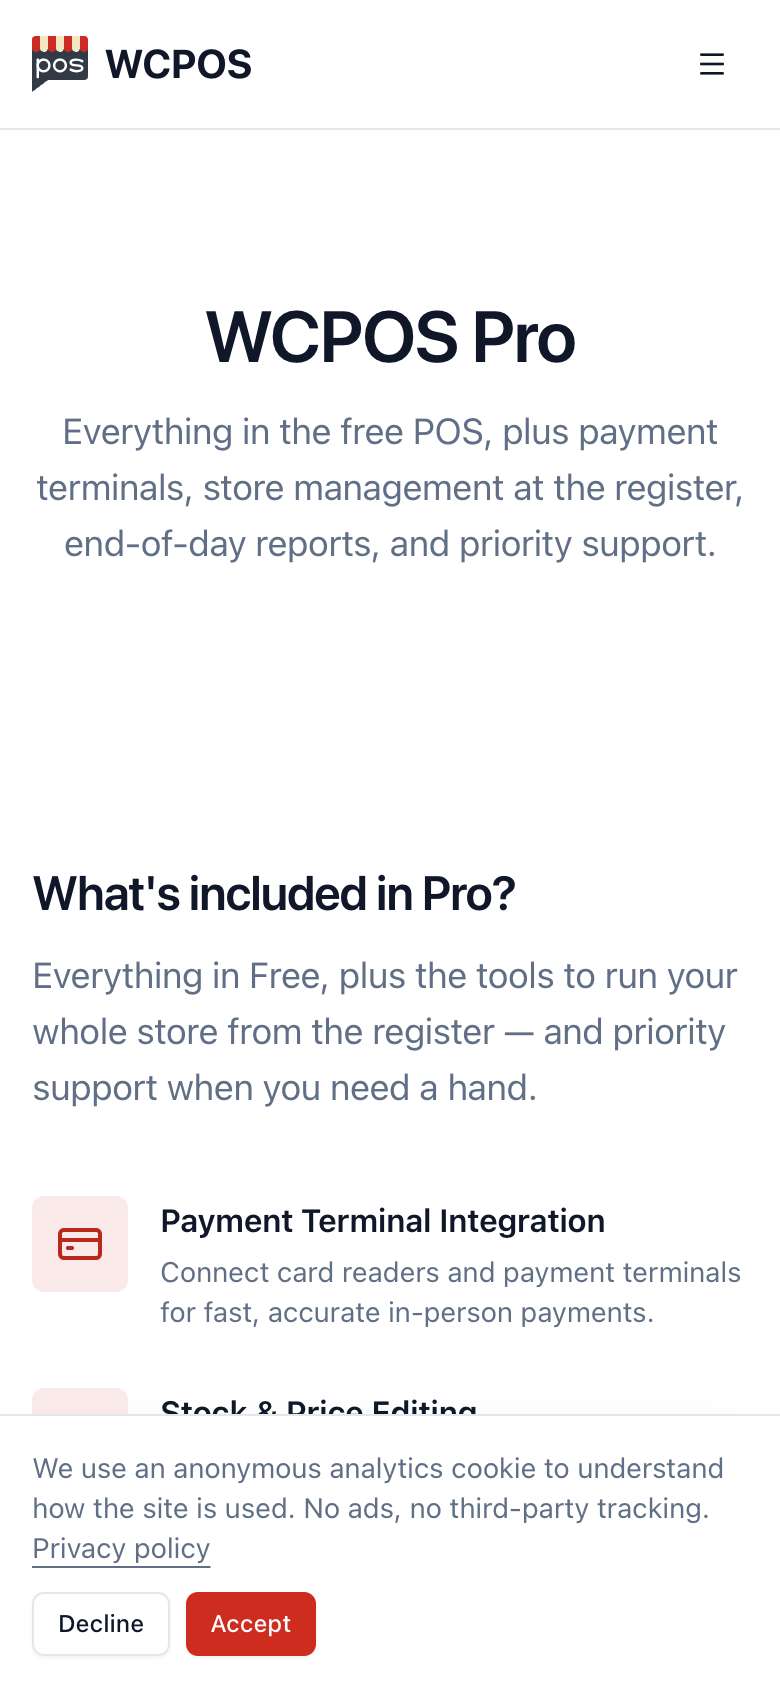 pos WCPOS
WCPOS Pro
Everything in the free POS, plus payment
terminals, store management at the register,
end-of-day reports, and priority support.
What's included in Pro?
Everything in Free, plus the tools to run your
whole store from the register — and priority
support when you need a hand.
Payment Terminal Integration
Connect card readers and payment terminals
for fast, accurate in-person payments.
Stock & Price Editing
We use an anonymous analytics cookie to understand
how the site is used. No ads, no third-party tracking.
Privacy policy
Decline Accept